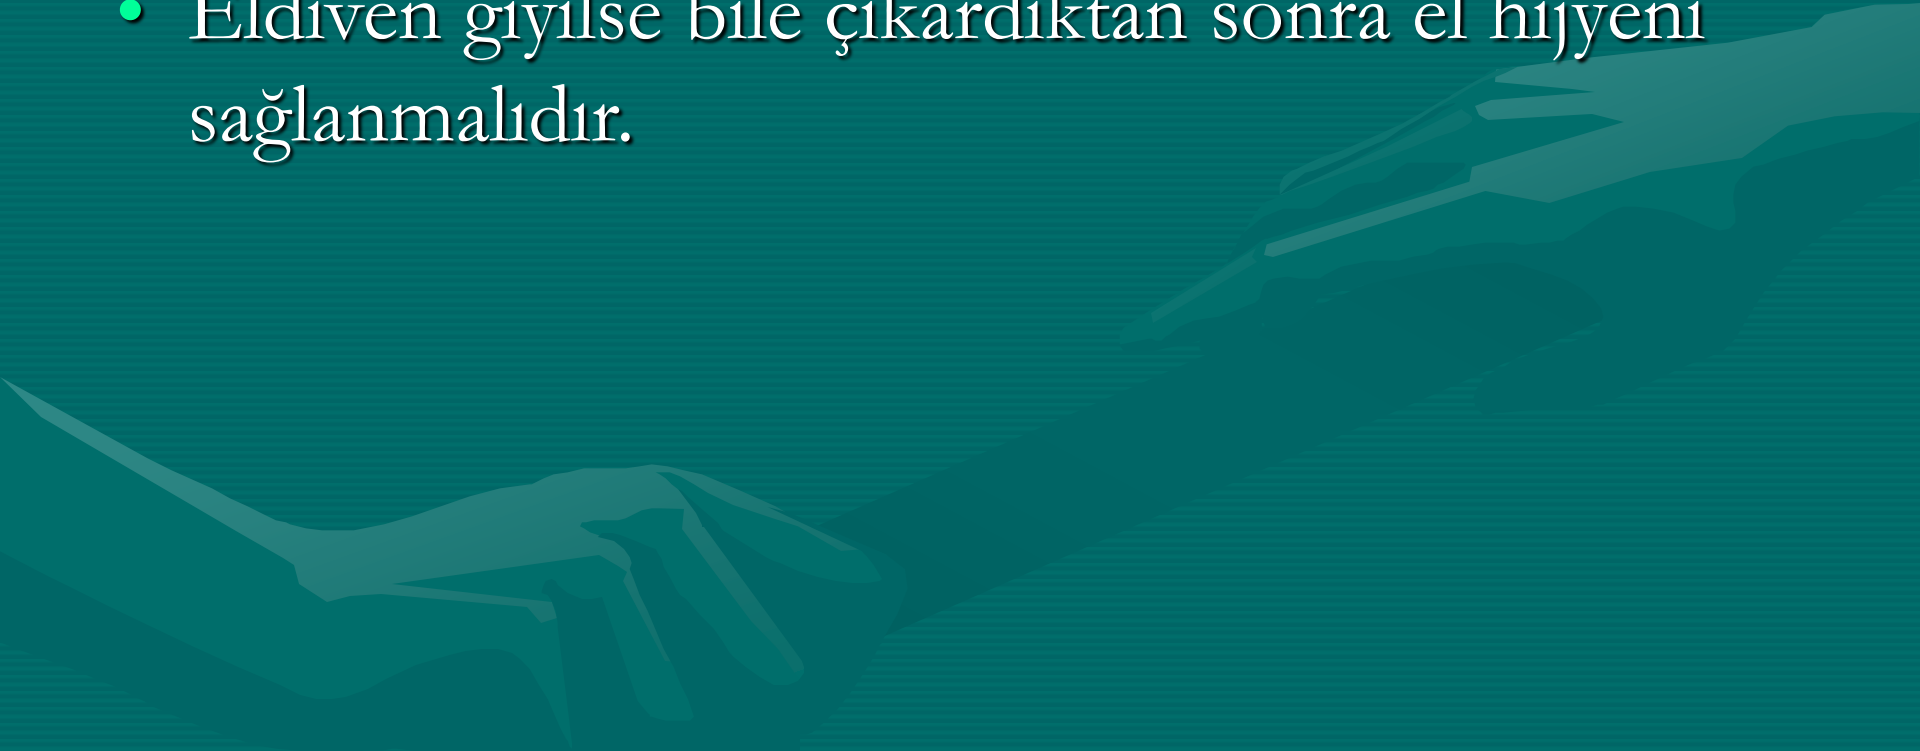 • Eldiven giyilse bile çıkardıktan sonra el hijyeni
sağlanmalıdır.